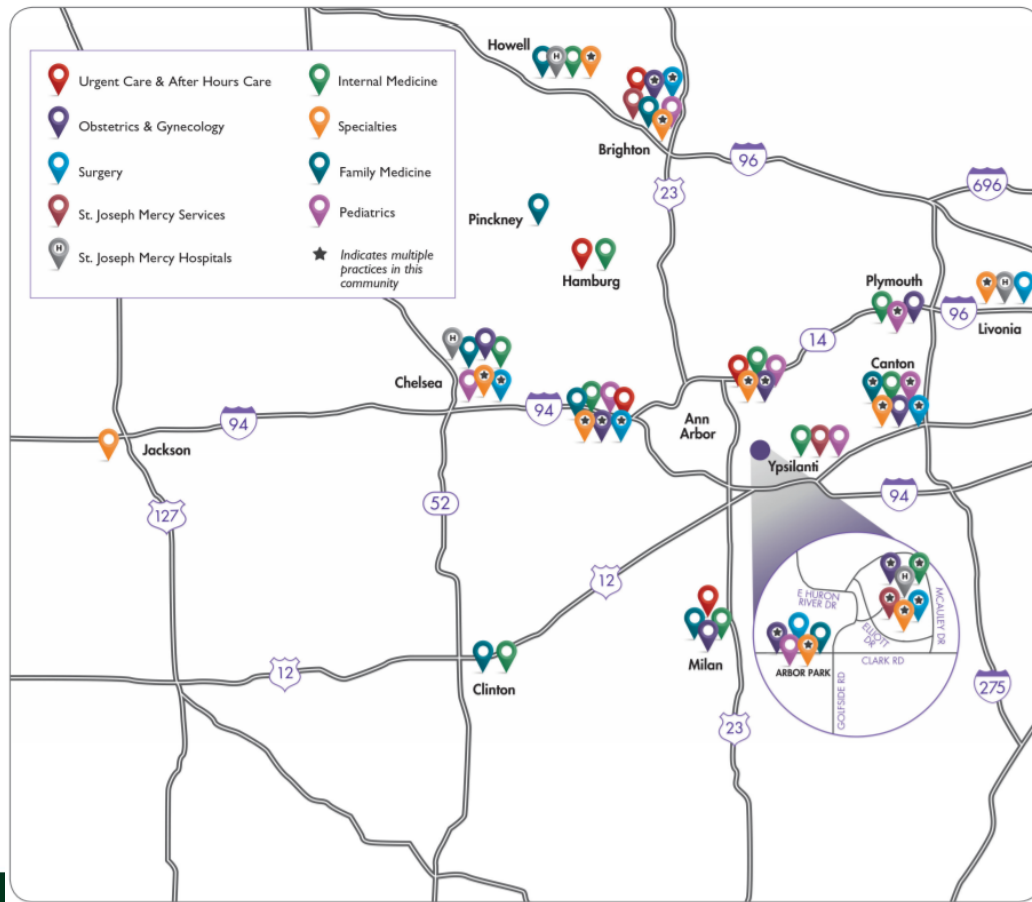 Urgent Care & After Hours Care
Obstetrics & Gynecology
Surgery
St. Joseph Mercy Services
H
St. Joseph Mercy Hospitals
Internal Medicine
Specialties
Family Medicine
Pediatrics
Indicates multiple
practices in this
community
Howell
H
Brighton
96
696
23
Pinckney
Hamburg
Plymouth
H
96
Livonia
14
H
Chelsea
Canton
94
94
Ann
Arbor
Jackson
Ypsilanti
94
127
52
12
E HURON
RIVER DR
H
MCAULEY DR
ELLIOTT
DR
CLARK RD
ARBOR PARK
GOLFSIDE RD
Milan
Clinton
12
275
23